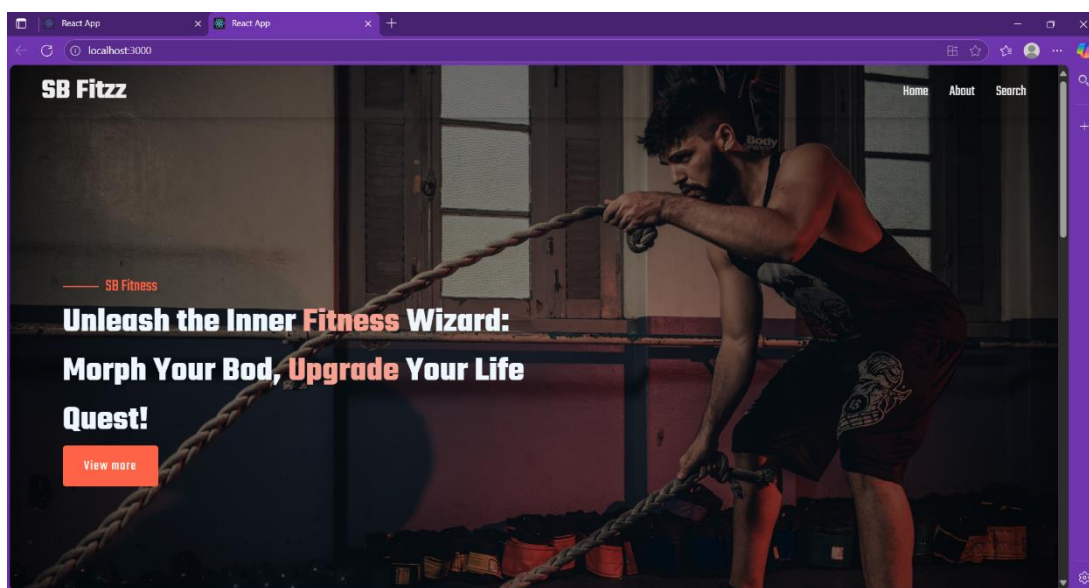 React App
React App
localhost:3000
SB Fitzz
Home About Search
Body
SB Fitness
Unleash the Inner Fitness Wizard:
Morph Your Bod, Upgrade Your Life
Quest!
View more